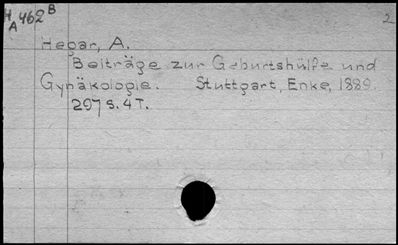 H 462 B
A
2
Hegar, A.
Beiträge zur Geburtshülfe und
Gynäkologie. Stuttgart, Enke, 1889.
297 S. 4 T.